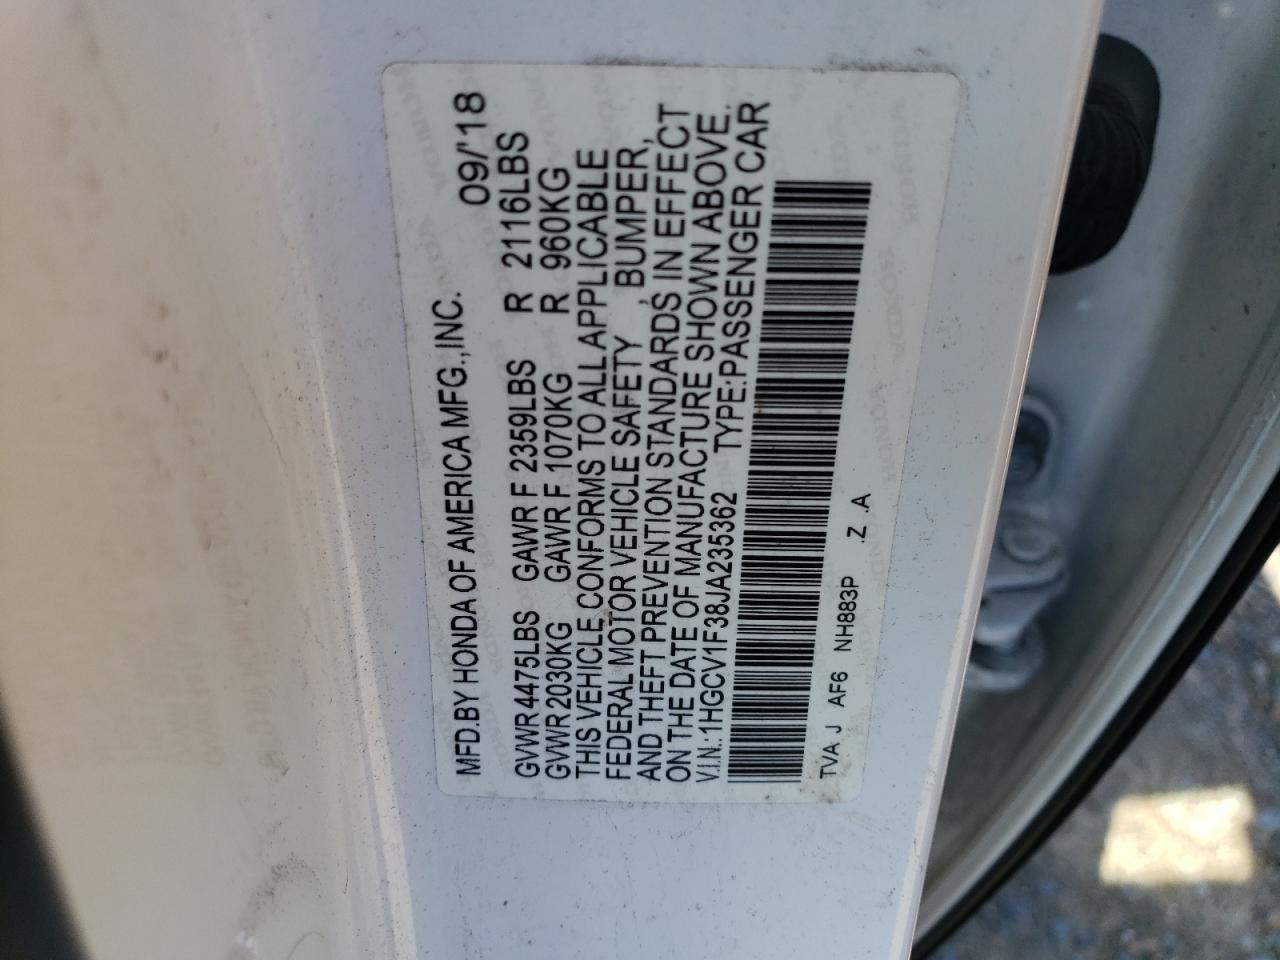 MFD.BY HONDA OF AMERICA MFG.,INC. 09/'18
GVWR 4475LBS GAWR F 2359LBS R 2116LBS
GVWR 2030KG GAWR F 1070KG R 960KG
THIS VEHICLE CONFORMS TO ALL APPLICABLE
FEDERAL MOTOR VEHICLE SAFETY , BUMPER,
AND THEFT PREVENTION STANDARDS IN EFFECT
ON THE DATE OF MANUFACTURE SHOWN ABOVE.
V.I.N.:1HGCV1F38JA235362 TYPE:PASSENGER CAR
TVA J AF6 NH883P .Z .A